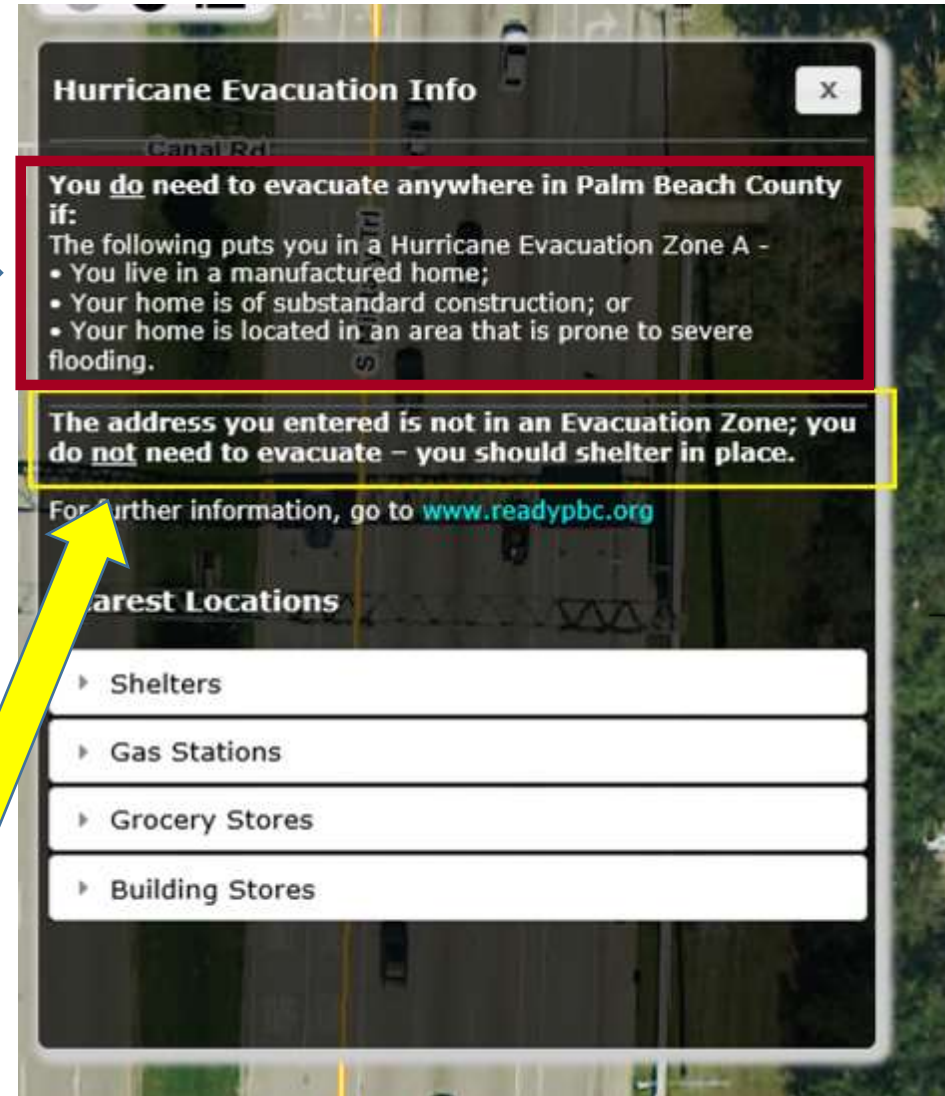 Hurricane Evacuation Info
X
Canal Rd
You do need to evacuate anywhere in Palm Beach County
if:
The following puts you in a Hurricane Evacuation Zone A -
• You live in a manufactured home;
• Your home is of substandard construction; or
• Your home is located in an area that is prone to severe
flooding.
The address you entered is not in an Evacuation Zone; you
do not need to evacuate – you should shelter in place.
For further information, go to www.readypbc.org
arest Locations
Shelters
Gas Stations
Grocery Stores
Building Stores